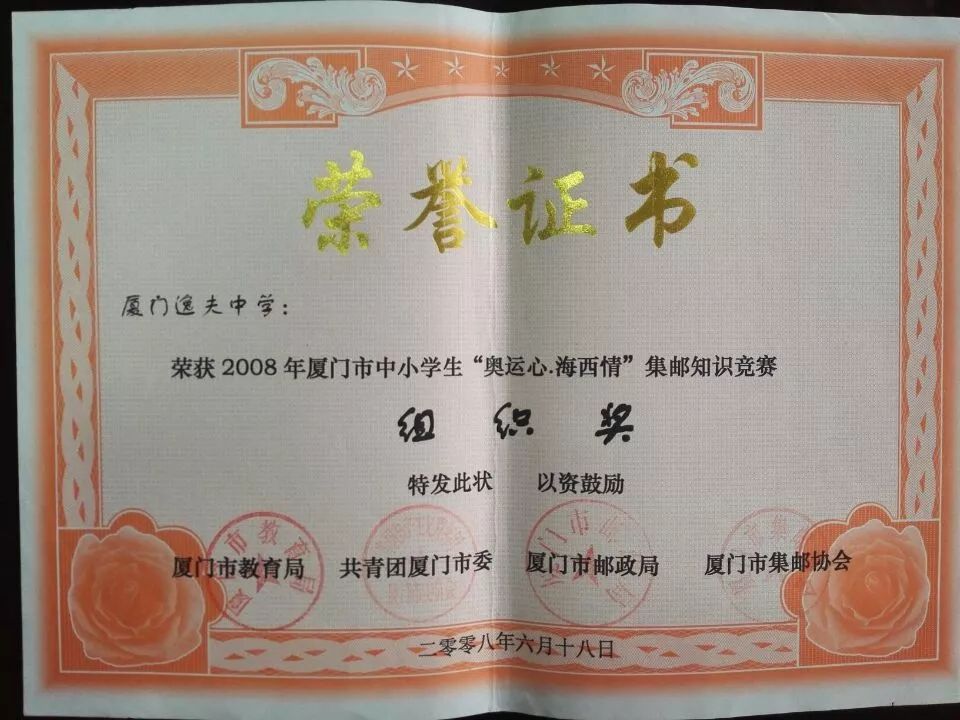 荣誉证书
厦门逸夫中学：
荣获2008年厦门市中小学生“奥运心.海西情”集邮知识竞赛
组织奖
特发此状 以资鼓励
厦门市教育局 共青团厦门市委 厦门市邮政局 厦门市集邮协会
二零零八年六月十八日